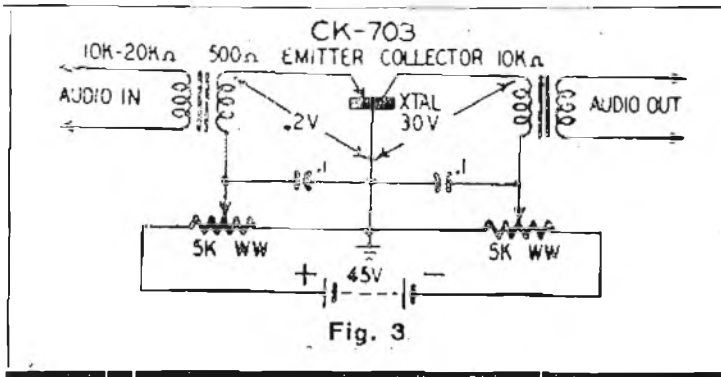 CK-703
10K-20KΩ 500Ω EMITTER COLLECTOR 10KΩ
AUDIO IN XTAL AUDIO OUT
.2V 30V
.1 .1
5K WW 5K WW
+ 45V -
Fig. 3